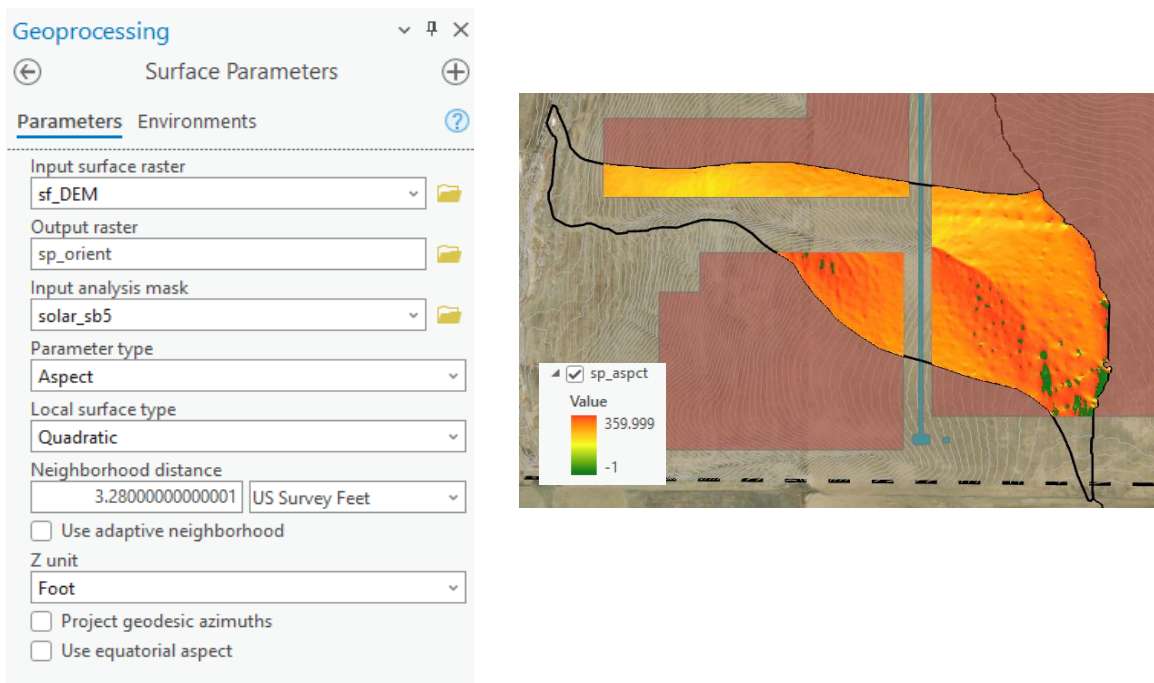 Geoprocessing
Surface Parameters
Parameters Environments
Input surface raster
sf_DEM
Output raster
sp_orient
Input analysis mask
solar_sb5
Parameter type
Aspect
Local surface type
Quadratic
Neighborhood distance
3.28000000000001 US Survey Feet
Use adaptive neighborhood
Z unit
Foot
Project geodesic azimuths
Use equatorial aspect
sp_aspct
Value
359.999
-1